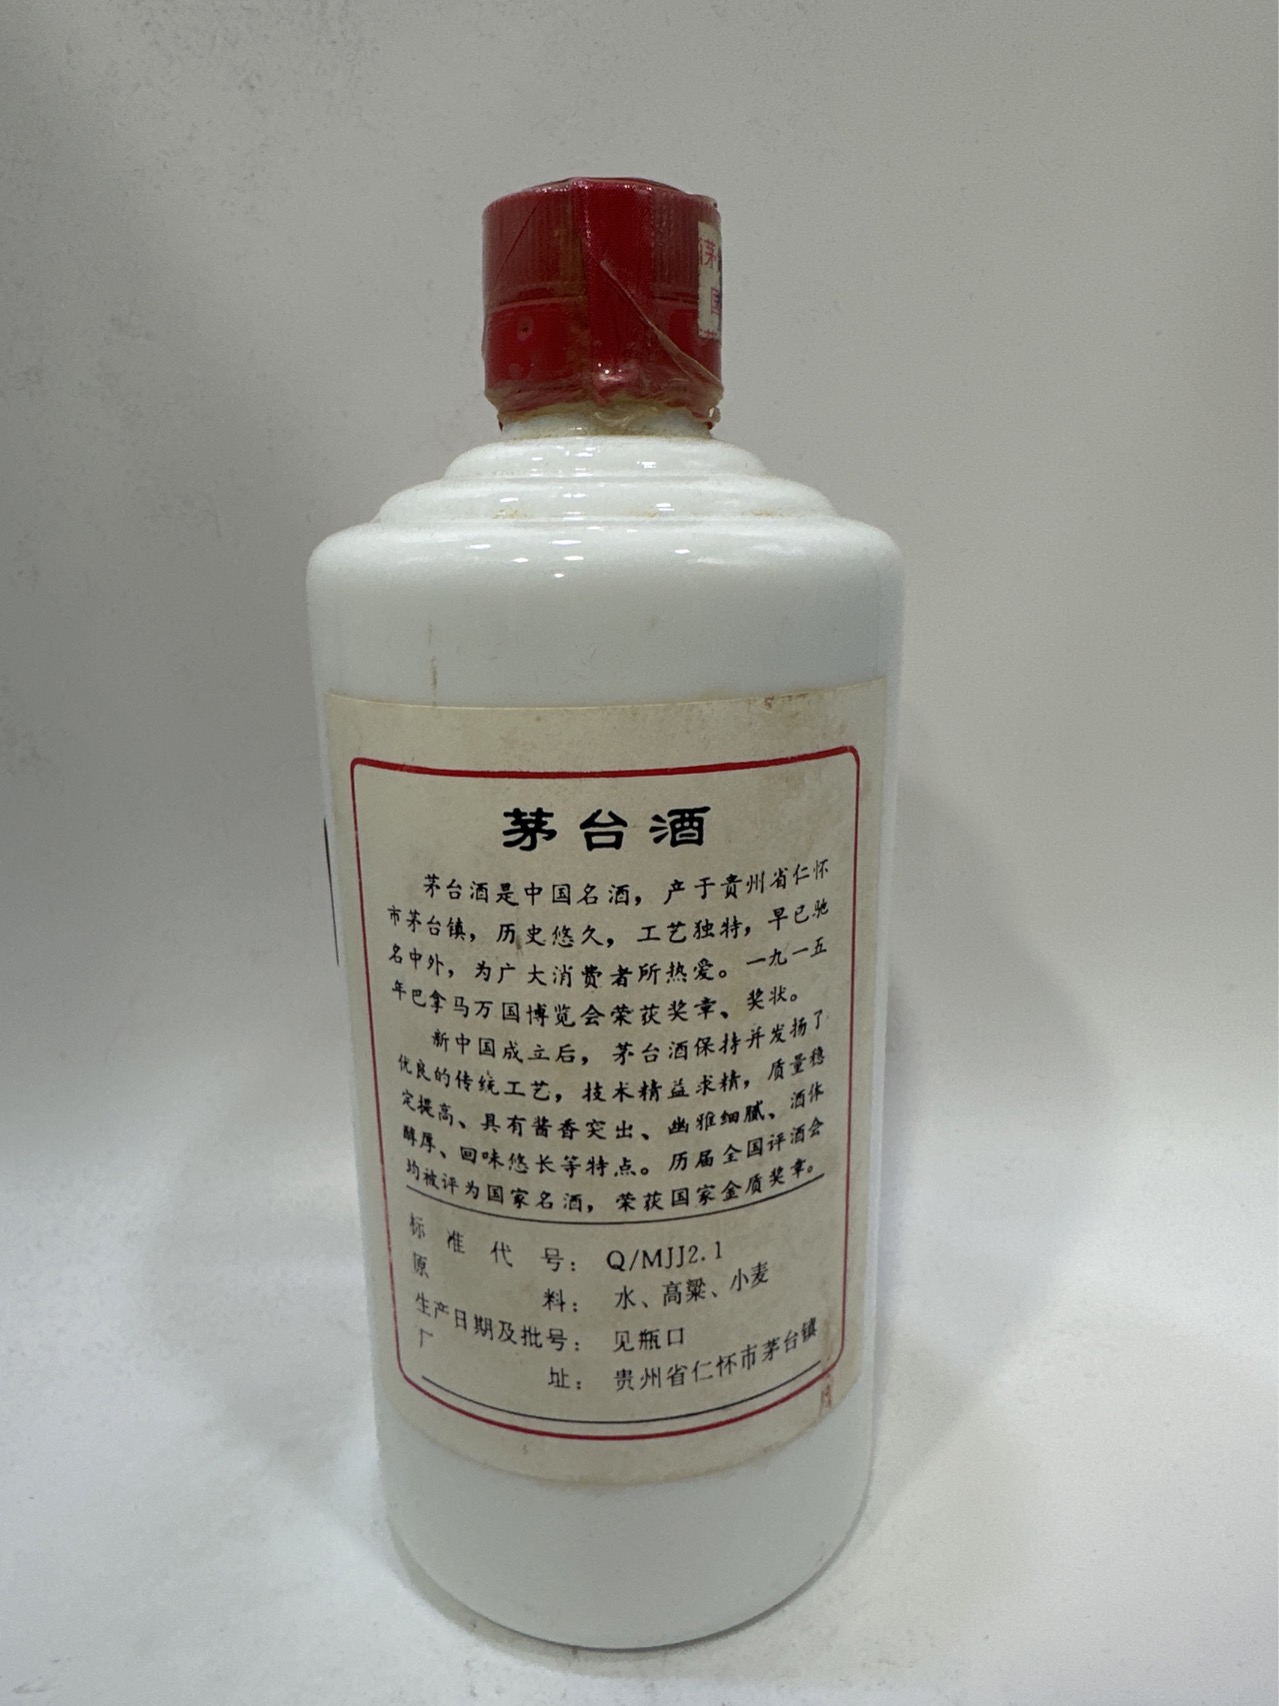 茅
国
茅台酒
茅台酒是中国名酒，产于贵州省仁怀
市茅台镇，历史悠久，工艺独特，早已驰
名中外，为广大消费者所热爱。一九一五
年巴拿马万国博览会荣获奖章、奖状。
新中国成立后，茅台酒保持并发扬了
优良的传统工艺，技术精益求精，质量稳
定提高、具有酱香突出、幽雅细腻、酒体
醇厚、回味悠长等特点。历届全国评酒会
均被评为国家名酒，荣获国家金质奖章。
标准代号：Q/MJJ2.1
原料：水、高粱、小麦
生产日期及批号：见瓶口
厂址：贵州省仁怀市茅台镇